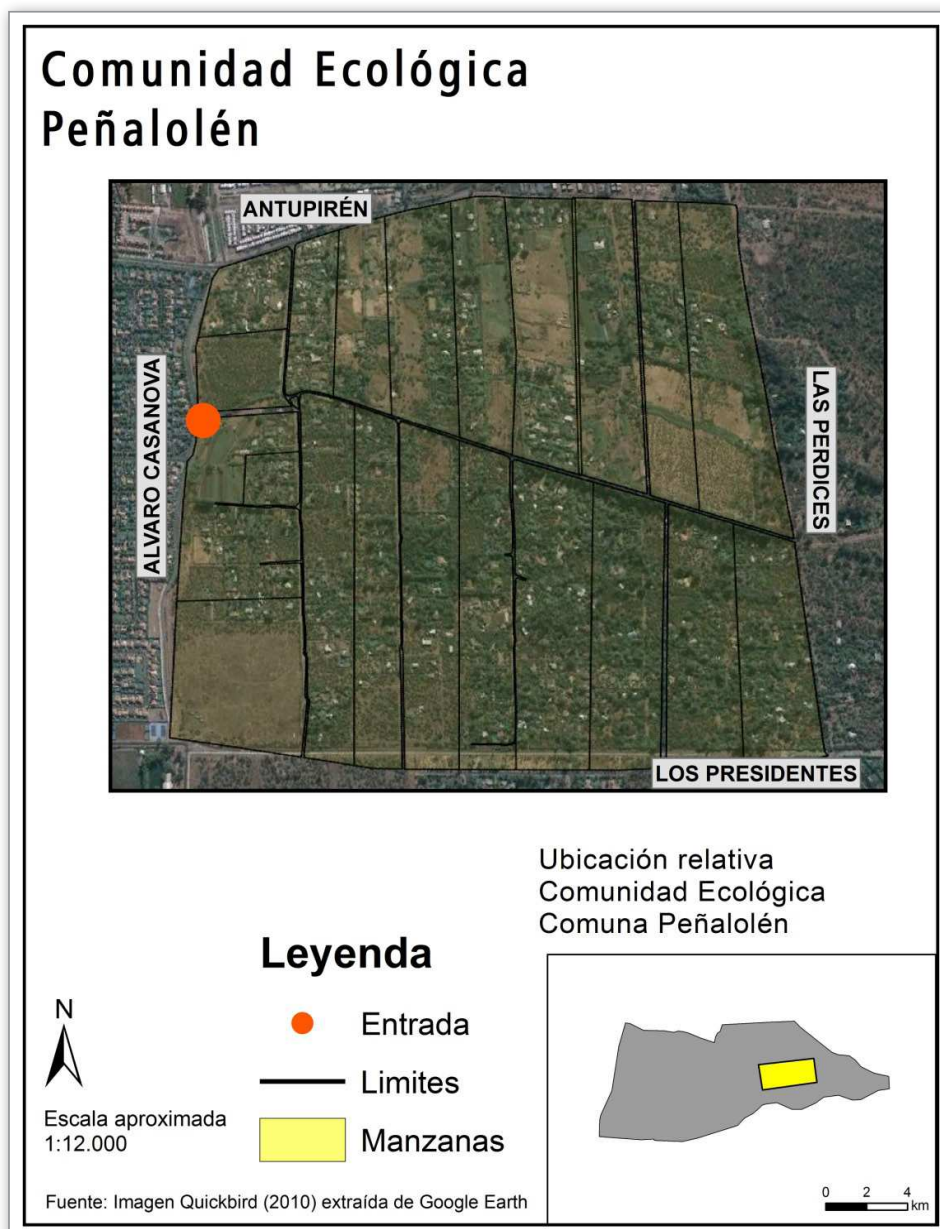 Comunidad Ecológica
Peñalolén
ANTUPIRÉN
ALVARO CASANOVA
LAS PERDICES
LOS PRESIDENTES
Ubicación relativa
Comunidad Ecológica
Comuna Peñalolén
Leyenda
N
Entrada
Limites
Manzanas
Escala aproximada
1:12.000
Fuente: Imagen Quickbird (2010) extraída de Google Earth
0 2 4
km